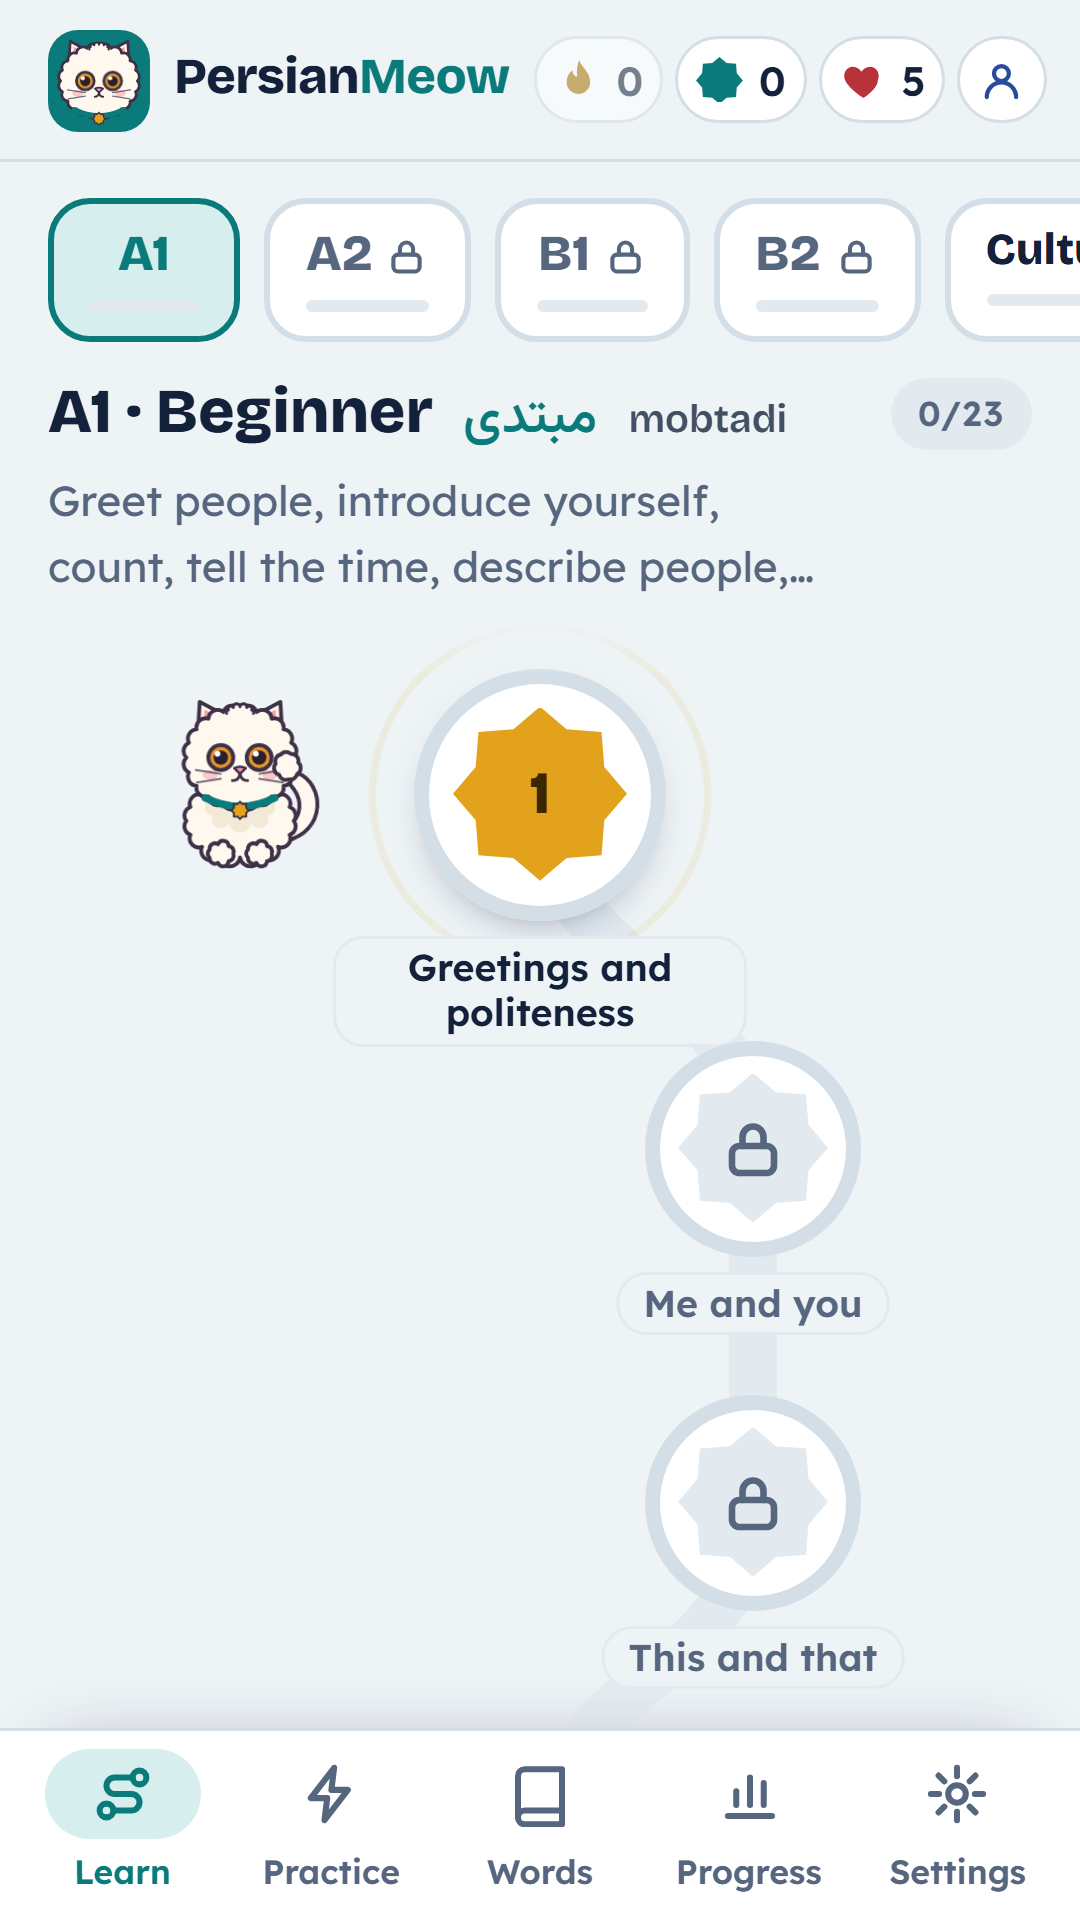 PersianMeow
0
0
5
A1
A2
B1
B2
Cultu
A1 · Beginner مبتدی mobtadi
0/23
Greet people, introduce yourself,
count, tell the time, describe people,...
1
Greetings and
politeness
Me and you
This and that
Learn
Practice
Words
Progress
Settings